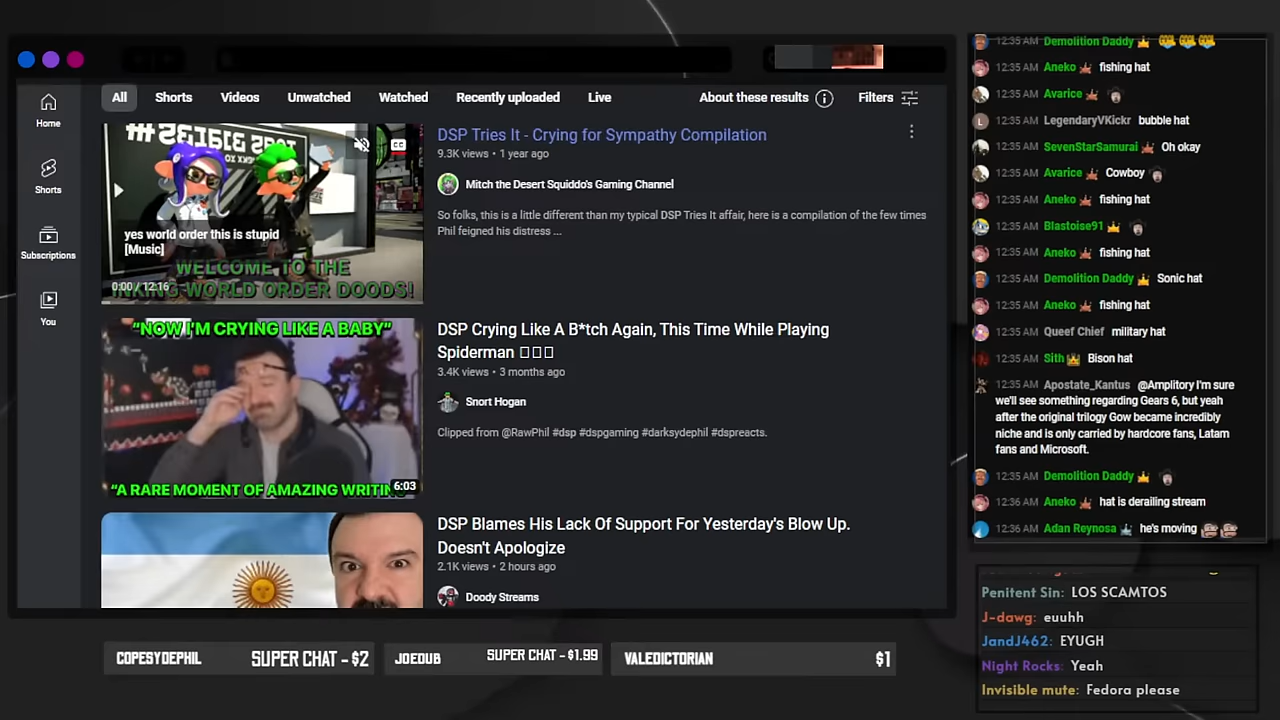 All
Shorts
Videos
Unwatched
Watched
Recently uploaded
Live
About these results
Filters
Home
Shorts
Subscriptions
You
yes world order this is stupid
[Music]
WELCOME TO THE
INKING WORLD ORDER DOODS!
0:00 / 12:16
DSP Tries It - Crying for Sympathy Compilation
9.3K views • 1 year ago
Mitch the Desert Squiddo's Gaming Channel
So folks, this is a little different than my typical DSP Tries It affair, here is a compilation of the few times
Phil feigned his distress ...
"NOW I'M CRYING LIKE A BABY"
"A RARE MOMENT OF AMAZING WRITIN
6:03
DSP Crying Like A B*tch Again, This Time While Playing
Spiderman
3.4K views • 3 months ago
Snort Hogan
Clipped from @RawPhil #dsp #dspgaming #darksydephil #dspreacts.
DSP Blames His Lack Of Support For Yesterday's Blow Up.
Doesn't Apologize
2.1K views • 2 hours ago
Doody Streams
COPESYDEPHIL SUPER CHAT - $2
JOEDUB SUPER CHAT - $1.99
VALEDICTORIAN $1
12:35 AM Demolition Daddy
12:35 AM Aneko fishing hat
12:35 AM Avarice
12:35 AM LegendaryVKickr bubble hat
12:35 AM SevenStarSamurai Oh okay
12:35 AM Avarice Cowboy
12:35 AM Aneko fishing hat
12:35 AM Blastoise91
12:35 AM Aneko fishing hat
12:35 AM Demolition Daddy Sonic hat
12:35 AM Aneko fishing hat
12:35 AM Queef Chief military hat
12:35 AM Sith Bison hat
12:35 AM Apostate_Kantus @Amplitory I'm sure
we'll see something regarding Gears 6, but yeah
after the original trilogy Gow became incredibly
niche and is only carried by hardcore fans, Latam
fans and Microsoft.
12:35 AM Demolition Daddy
12:36 AM Aneko hat is derailing stream
12:36 AM Adan Reynosa he's moving
Penitent Sin: LOS SCAMTOS
J-dawg: euuhh
JandJ462: EYUGH
Night Rocks: Yeah
Invisible mute: Fedora please